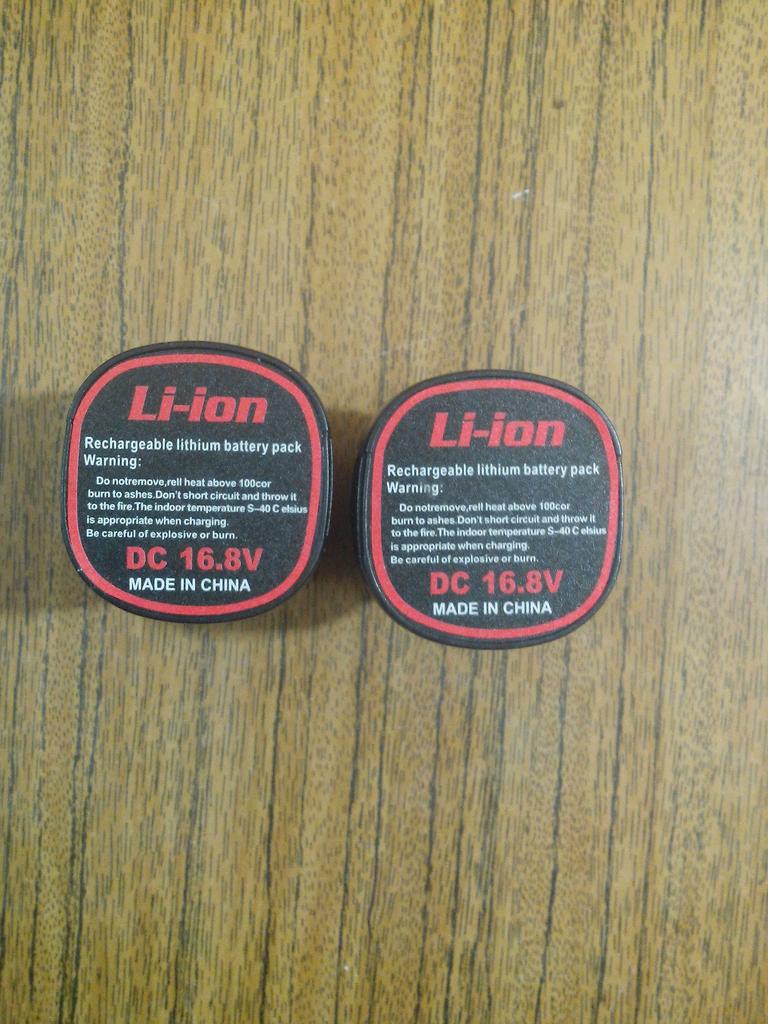 Li-ion
Rechargeable lithium battery pack
Warning:
Do notremove,rell heat above 100cor
burn to ashes.Don't short circuit and throw it
to the fire.The indoor temperature S–40 C elsius
is appropriate when charging.
Be careful of explosive or burn.
DC 16.8V
MADE IN CHINA
Li-ion
Rechargeable lithium battery pack
Warning:
Do notremove,rell heat above 100cor
burn to ashes.Don't short circuit and throw it
to the fire.The indoor temperature S–40 C elsius
is appropriate when charging.
Be careful of explosive or burn.
DC 16.8V
MADE IN CHINA